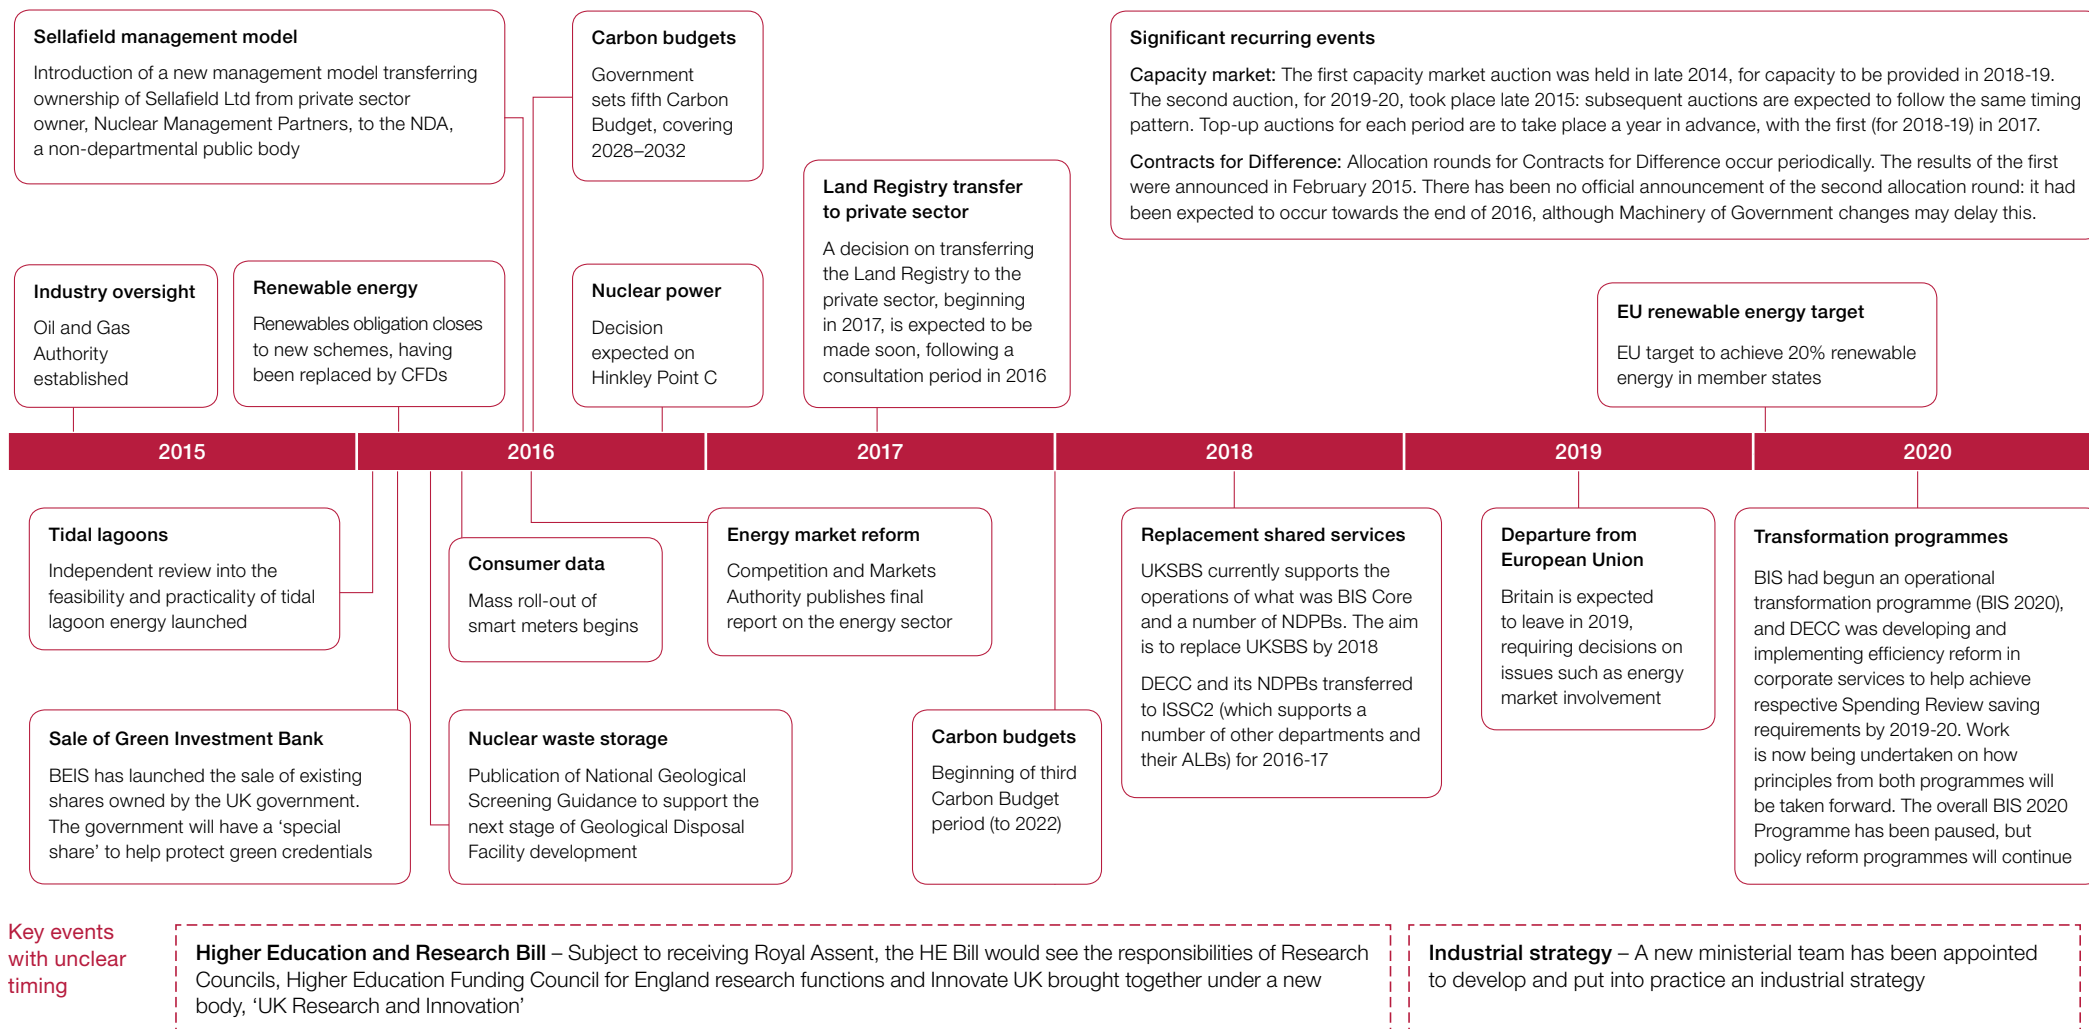 Sellafield management model
Introduction of a new management model transferring
ownership of Sellafield Ltd from private sector
owner, Nuclear Management Partners, to the NDA,
a non-departmental public body
Carbon budgets
Government
sets fifth Carbon
Budget, covering
2028–2032
Significant recurring events
Capacity market: The first capacity market auction was held in late 2014, for capacity to be provided in 2018-19.
The second auction, for 2019-20, took place late 2015: subsequent auctions are expected to follow the same timing
pattern. Top-up auctions for each period are to take place a year in advance, with the first (for 2018-19) in 2017.
Contracts for Difference: Allocation rounds for Contracts for Difference occur periodically. The results of the first
were announced in February 2015. There has been no official announcement of the second allocation round: it had
been expected to occur towards the end of 2016, although Machinery of Government changes may delay this.
Land Registry transfer
to private sector
A decision on transferring
the Land Registry to the
private sector, beginning
in 2017, is expected to be
made soon, following a
consultation period in 2016
Industry oversight
Oil and Gas
Authority
established
Renewable energy
Renewables obligation closes
to new schemes, having
been replaced by CFDs
Nuclear power
Decision
expected on
Hinkley Point C
EU renewable energy target
EU target to achieve 20% renewable
energy in member states
2015
2016
2017
2018
2019
2020
Tidal lagoons
Independent review into the
feasibility and practicality of tidal
lagoon energy launched
Consumer data
Mass roll-out of
smart meters begins
Energy market reform
Competition and Markets
Authority publishes final
report on the energy sector
Replacement shared services
UKSBS currently supports the
operations of what was BIS Core
and a number of NDPBs. The aim
is to replace UKSBS by 2018
DECC and its NDPBs transferred
to ISSC2 (which supports a
number of other departments and
their ALBs) for 2016-17
Departure from
European Union
Britain is expected
to leave in 2019,
requiring decisions on
issues such as energy
market involvement
Transformation programmes
BIS had begun an operational
transformation programme (BIS 2020),
and DECC was developing and
implementing efficiency reform in
corporate services to help achieve
respective Spending Review saving
requirements by 2019-20. Work
is now being undertaken on how
principles from both programmes will
be taken forward. The overall BIS 2020
Programme has been paused, but
policy reform programmes will continue
Sale of Green Investment Bank
BEIS has launched the sale of existing
shares owned by the UK government.
The government will have a ‘special
share’ to help protect green credentials
Nuclear waste storage
Publication of National Geological
Screening Guidance to support the
next stage of Geological Disposal
Facility development
Carbon budgets
Beginning of third
Carbon Budget
period (to 2022)
Key events
with unclear
timing
Higher Education and Research Bill – Subject to receiving Royal Assent, the HE Bill would see the responsibilities of Research
Councils, Higher Education Funding Council for England research functions and Innovate UK brought together under a new
body, ‘UK Research and Innovation’
Industrial strategy – A new ministerial team has been appointed
to develop and put into practice an industrial strategy